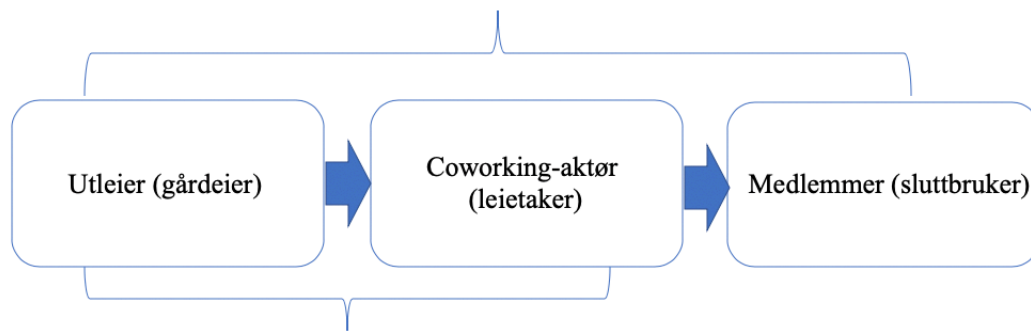 Utleier (gårdeier)
Coworking-aktør
(leietaker)
Medlemmer (sluttbruker)